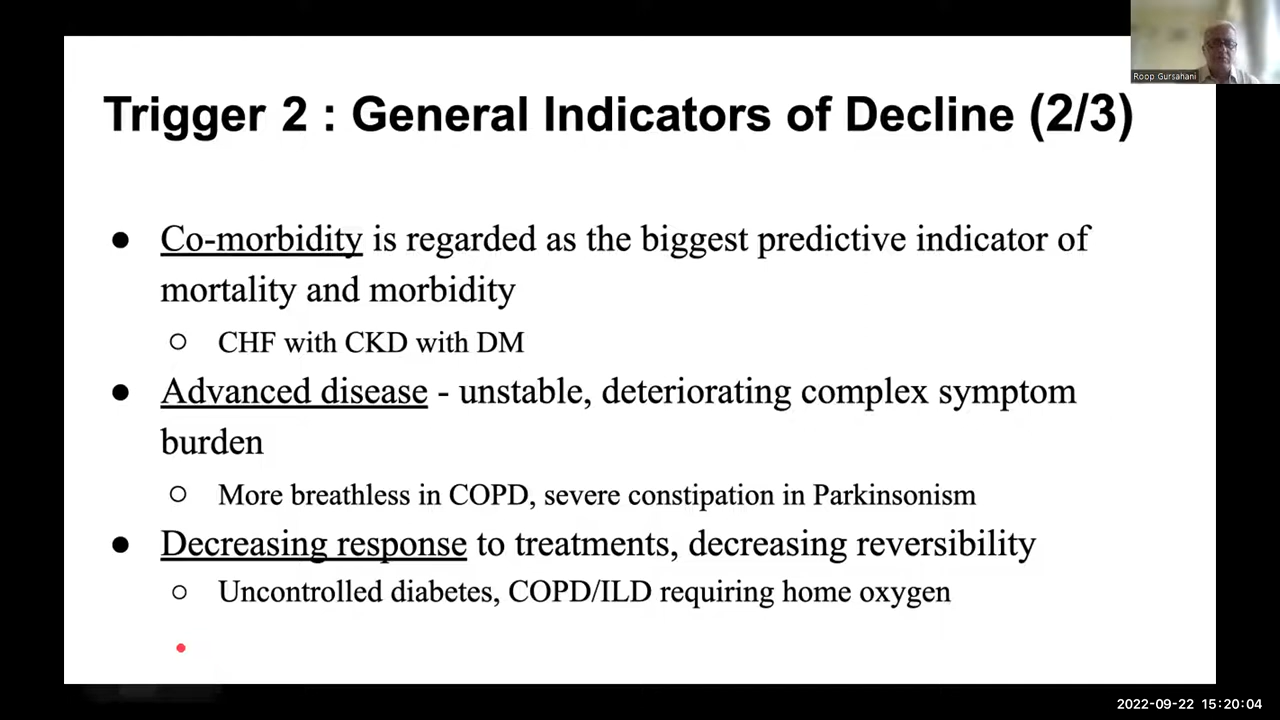 Roop Gursahani
Trigger 2 : General Indicators of Decline (2/3)
● Co-morbidity is regarded as the biggest predictive indicator of
mortality and morbidity
○ CHF with CKD with DM
● Advanced disease - unstable, deteriorating complex symptom
burden
○ More breathless in COPD, severe constipation in Parkinsonism
● Decreasing response to treatments, decreasing reversibility
○ Uncontrolled diabetes, COPD/ILD requiring home oxygen
2022-09-22 15:20:04